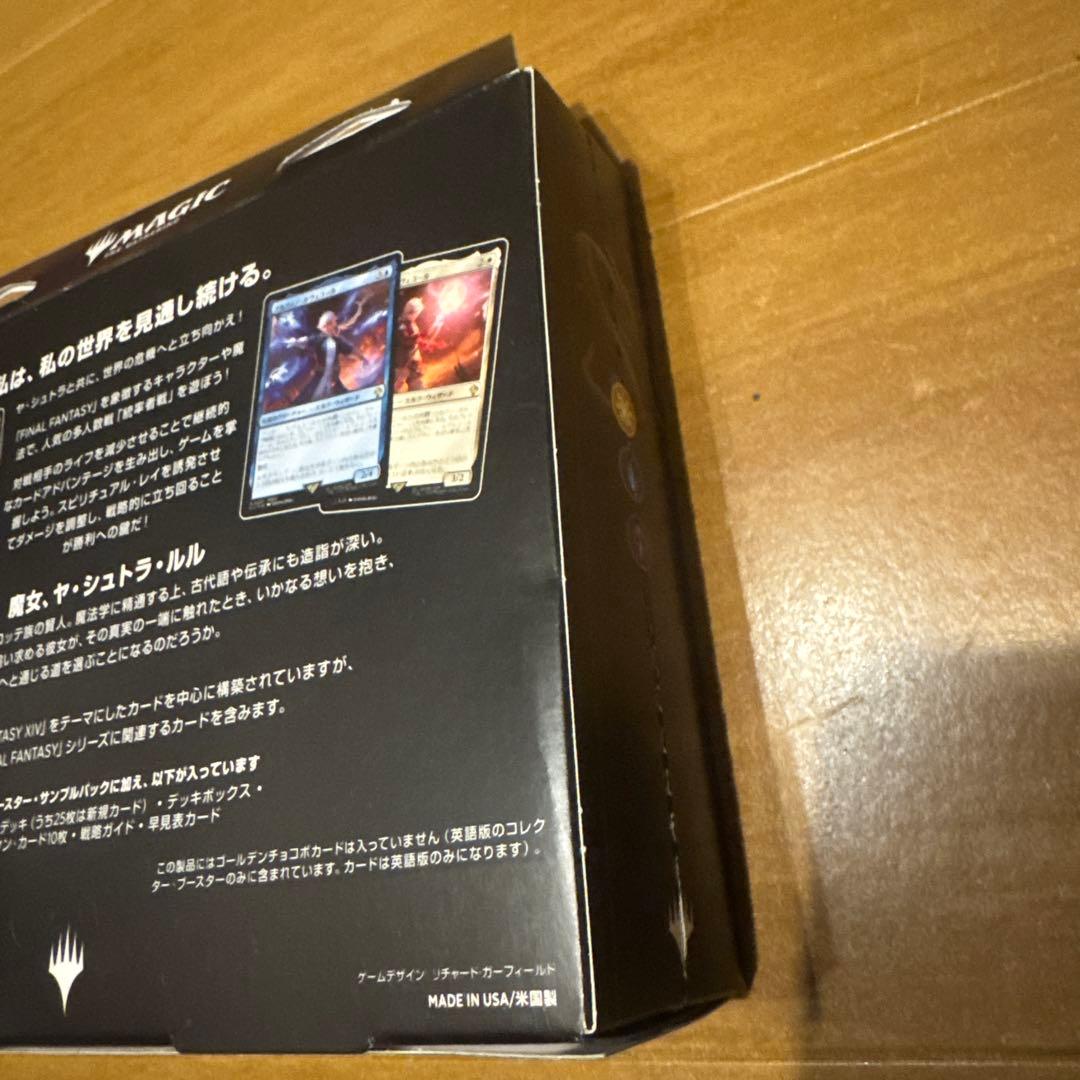 MAGIC
THE GATHERING
私は、私の世界を見通し続ける。
ヤ・シュトラと共に、世界の危機へと立ち向かえ!
『FINAL FANTASY』を象徴するキャラクターや魔
法で、人気の多人数戦「統率者戦」を遊ぼう!
対戦相手のライフを減少させることで継続的
なカードアドバンテージを生み出し、ゲームを掌
握しよう。スピリチュアル・レイを誘発させ
てダメージを調整し、戦略的に立ち回ること
が勝利への鍵だ!
2/4
3/2
魔女、ヤ・シュトラ・ルル
コッテ族の賢人。魔法学に精通する上、古代語や伝承にも造詣が深い。
い求める彼女が、その真実の一端に触れたとき、いかなる想いを抱き、
へと通じる道を選ぶことになるのだろうか。
TASY XIV』をテーマにしたカードを中心に構築されていますが、
AL FANTASY』シリーズに関連するカードを含みます。
ースター・サンプルパックに加え、以下が入っています
デッキ(うち25枚は新規カード)・デッキボックス・
ン・カード10枚・戦略ガイド・早見表カード
この製品にはゴールデンチョコボカードは入っていません(英語版のコレク
ター・ブースターのみに含まれています。カードは英語版のみになります)。
ゲームデザイン リチャード・ガーフィールド
MADE IN USA/米国製